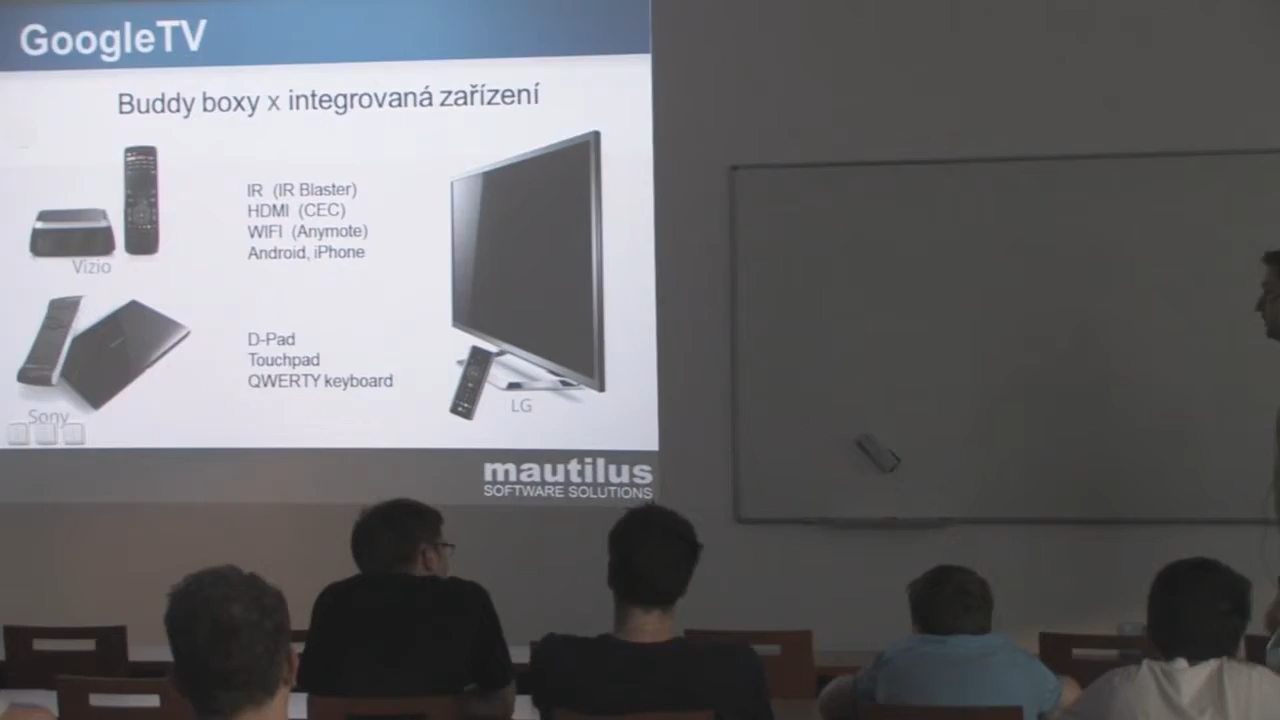 GoogleTV
Buddy boxy x integrovaná zařízení
IR (IR Blaster)
HDMI (CEC)
WIFI (Anymote)
Android, iPhone
Vizio
D-Pad
Touchpad
QWERTY keyboard
Sony
LG
mautilus
SOFTWARE SOLUTIONS